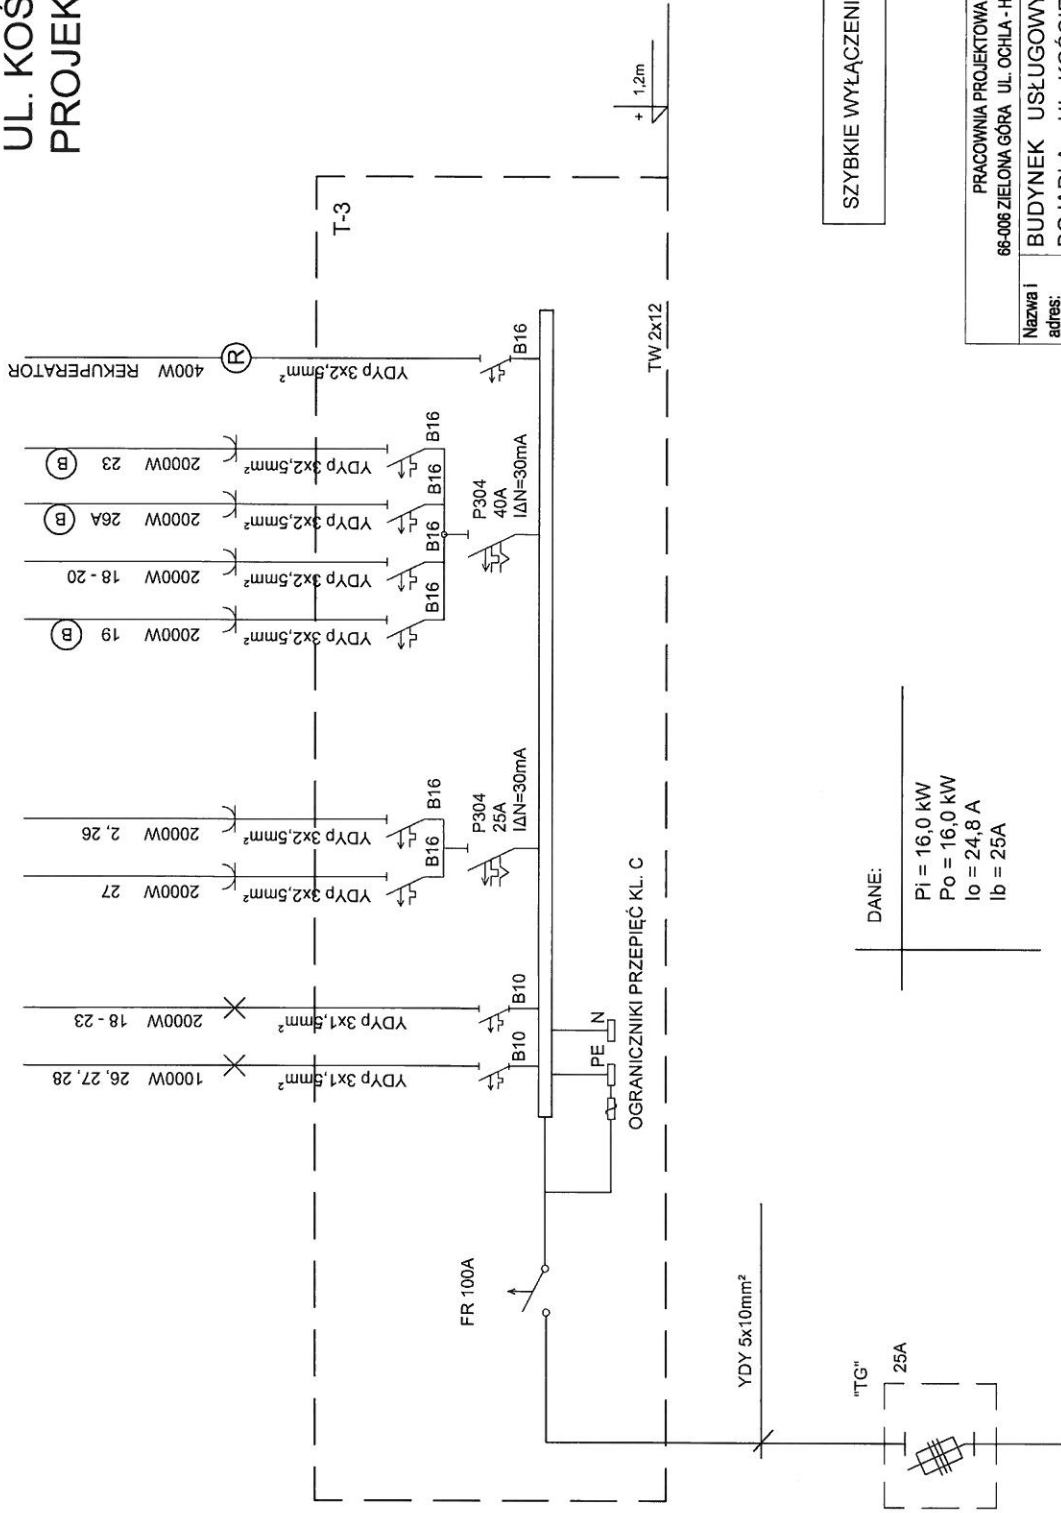 UL. KOŚ
PROJEK
T-3
+ 1,2m
26, 27, 28 1000W YDYp 3x1,5mm² B10
18 - 23 2000W YDYp 3x1,5mm² B10
27 2000W YDYp 3x2,5mm² B16
2, 26 2000W YDYp 3x2,5mm² B16
P304
25A
IΔN=30mA
19 B 2000W YDYp 3x2,5mm² B16
18 - 20 2000W YDYp 3x2,5mm² B16
26A B 2000W YDYp 3x2,5mm² B16
23 B 2000W YDYp 3x2,5mm² B16
P304
40A
IΔN=30mA
REKUPERATOR 400W R YDYp 3x2,5mm² B16
FR 100A
PE
N
OGRANICZNIKI PRZEPIĘĆ KL. C
TW 2x12
YDY 5x10mm²
"TG"
25A
DANE:
Pi = 16,0 kW
Po = 16,0 kW
Io = 24,8 A
Ib = 25A
SZYBKIE WYŁĄCZENI
PRACOWNIA PROJEKTOWA
66-006 ZIELONA GÓRA UL. OCHLA - H
Nazwa i
adres:
BUDYNEK USŁUGOWY